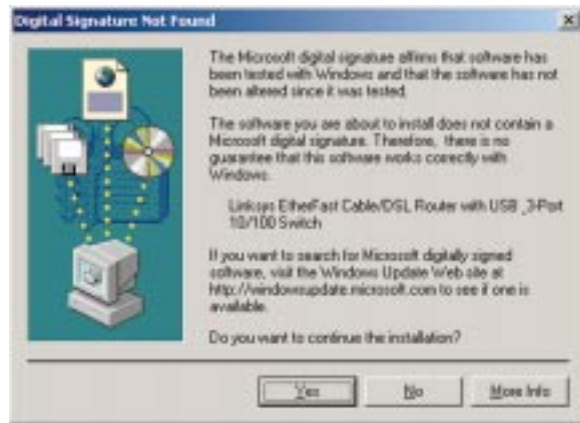 Digital Signature Not Found
The Microsoft digital signature affirms that software has
been tested with Windows and that the software has not
been altered since it was tested.
The software you are about to install does not contain a
Microsoft digital signature. Therefore, there is no
guarantee that this software works correctly with
Windows.
Linksys EtherFast Cable/DSL Router with USB _3-Port
10/100 Switch
If you want to search for Microsoft digitally signed
software, visit the Windows Update Web site at
http://windowsupdate.microsoft.com to see if one is
available.
Do you want to continue the installation?
Yes
No
More Info